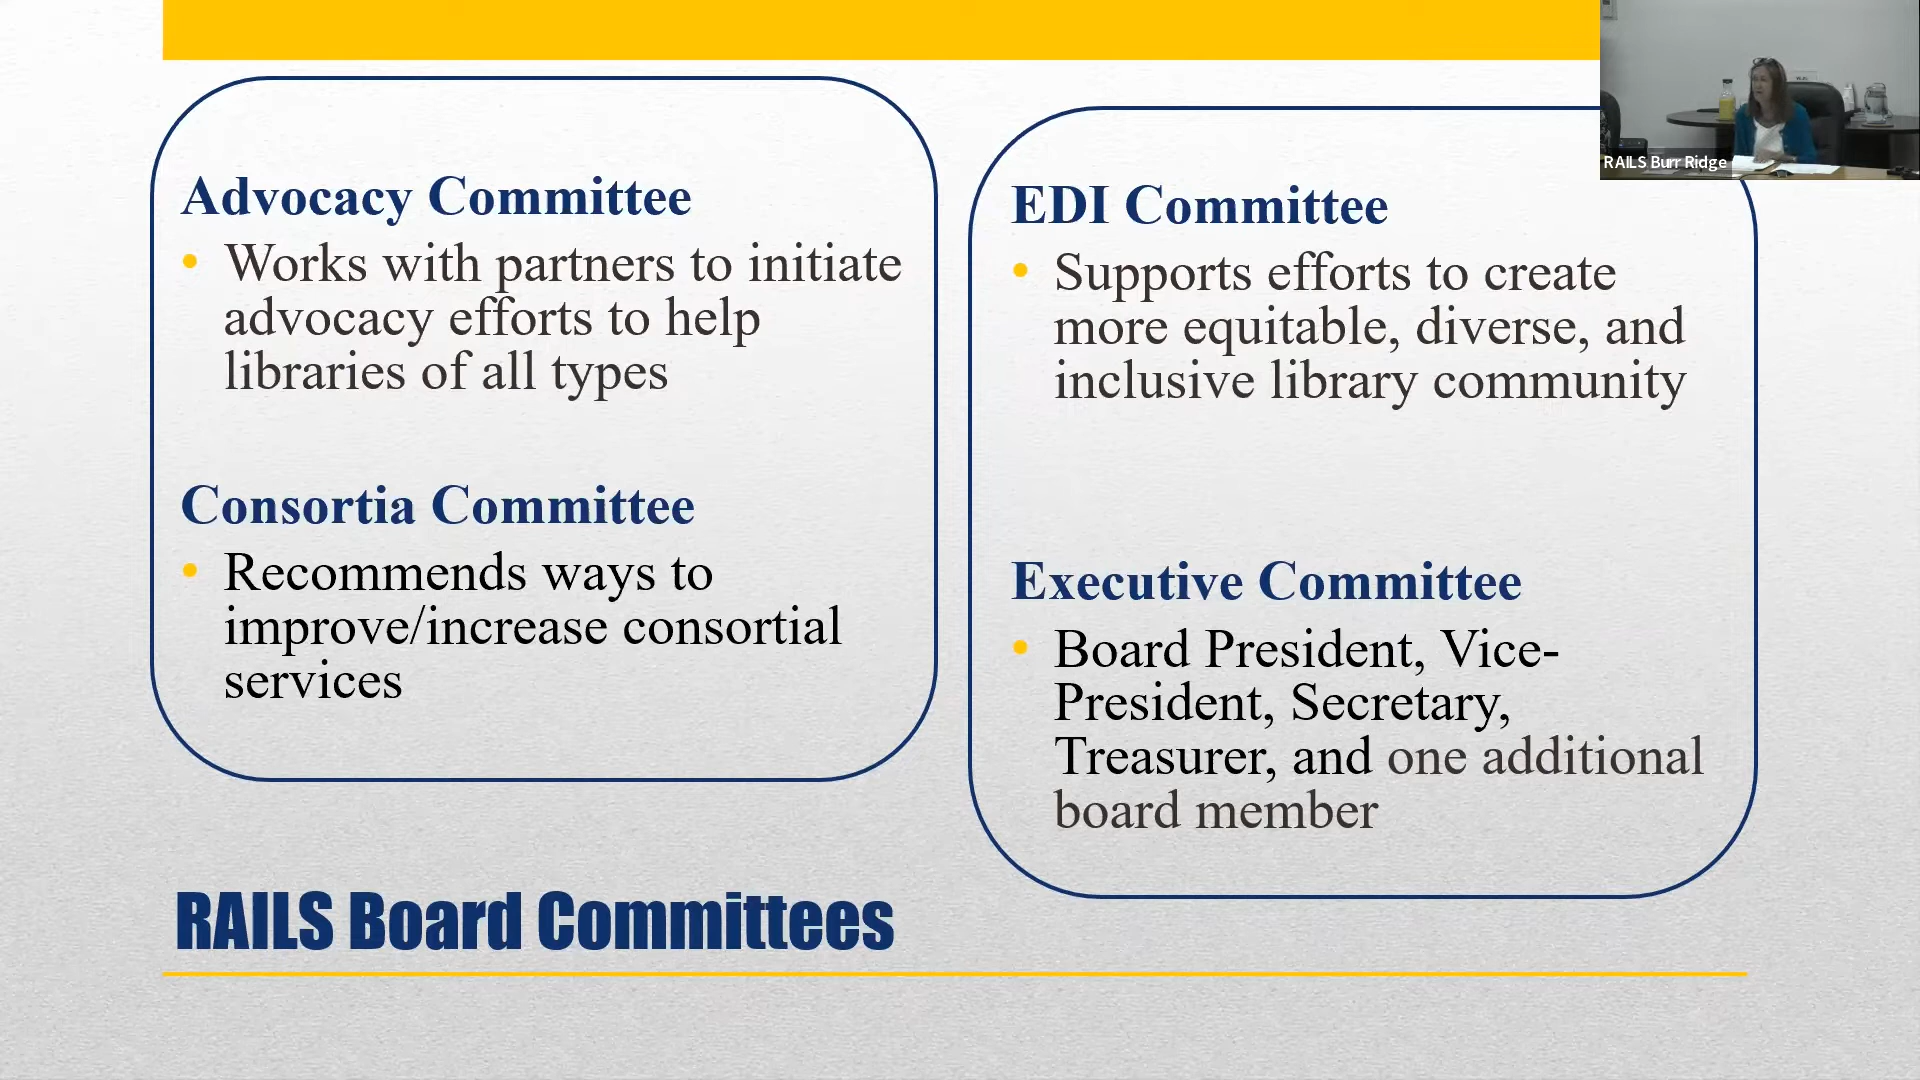 Advocacy Committee
• Works with partners to initiate
advocacy efforts to help
libraries of all types
Consortia Committee
• Recommends ways to
improve/increase consortial
services
EDI Committee
• Supports efforts to create
more equitable, diverse, and
inclusive library community
Executive Committee
• Board President, Vice-
President, Secretary,
Treasurer, and one additional
board member
RAILS Board Committees
RAILS Burr Ridge